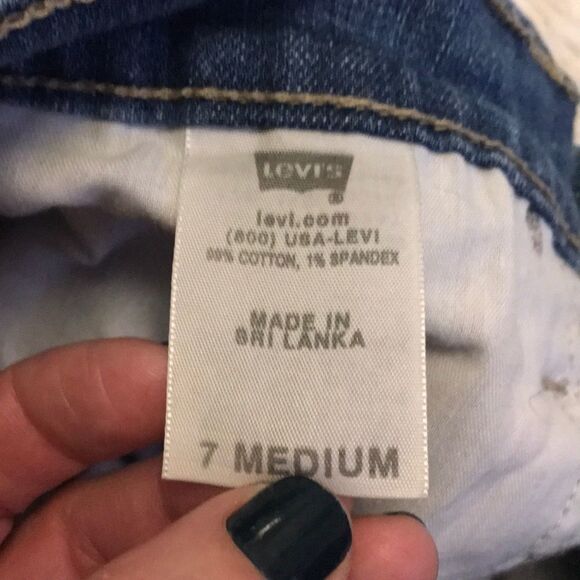 LEVI'S
®
levi.com
(800) USA-LEVI
99% COTTON, 1% SPANDEX
MADE IN
SRI LANKA
7 MEDIUM